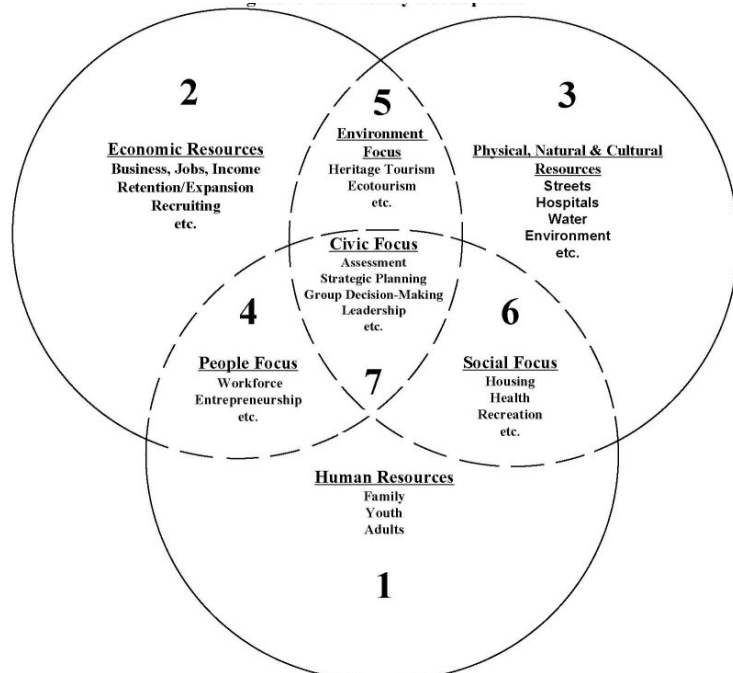 2
Economic Resources
Business, Jobs, Income
Retention/Expansion
Recruiting
etc.
5
Environment
Focus
Heritage Tourism
Ecotourism
etc.
3
Physical, Natural & Cultural
Resources
Streets
Hospitals
Water
Environment
etc.
Civic Focus
Assessment
Strategic Planning
Group Decision-Making
Leadership
etc.
4
People Focus
Workforce
Entrepreneurship
etc.
7
6
Social Focus
Housing
Health
Recreation
etc.
Human Resources
Family
Youth
Adults
1